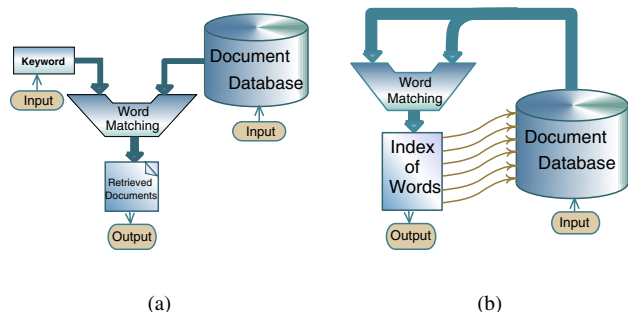 Keyword
Input
Document
Database
Input
Word
Matching
Retrieved
Documents
Output
(a)
Word
Matching
Index
of
Words
Output
Document
Database
Input
(b)